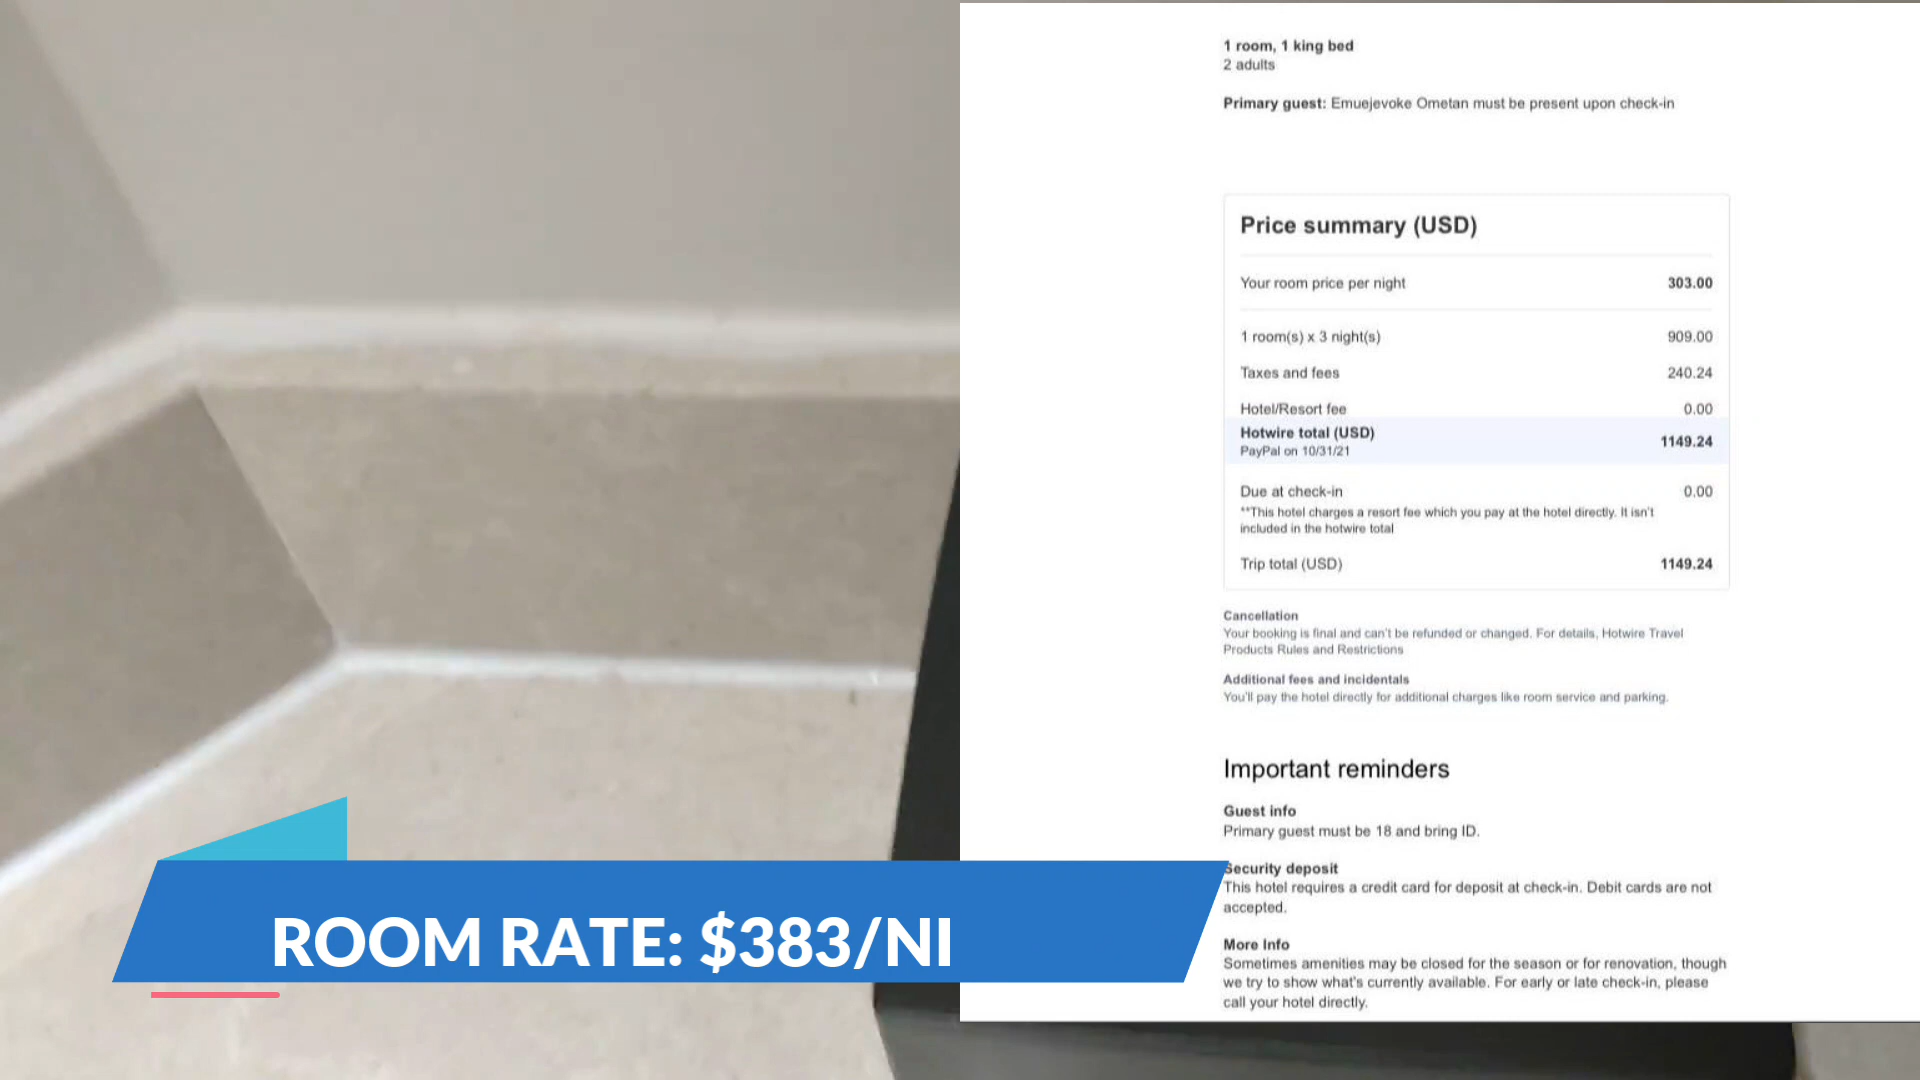 1 room, 1 king bed
2 adults
Primary guest: Emuejevoke Ometan must be present upon check-in
Price summary (USD)
Your room price per night 303.00
1 room(s) x 3 night(s) 909.00
Taxes and fees 240.24
Hotel/Resort fee 0.00
Hotwire total (USD) 1149.24
PayPal on 10/31/21
Due at check-in 0.00
**This hotel charges a resort fee which you pay at the hotel directly. It isn't
included in the hotwire total
Trip total (USD) 1149.24
Cancellation
Your booking is final and can't be refunded or changed. For details, Hotwire Travel
Products Rules and Restrictions
Additional fees and incidentals
You'll pay the hotel directly for additional charges like room service and parking.
Important reminders
Guest info
Primary guest must be 18 and bring ID.
Security deposit
This hotel requires a credit card for deposit at check-in. Debit cards are not
accepted.
More Info
Sometimes amenities may be closed for the season or for renovation, though
we try to show what's currently available. For early or late check-in, please
call your hotel directly.
ROOM RATE: $383/NI